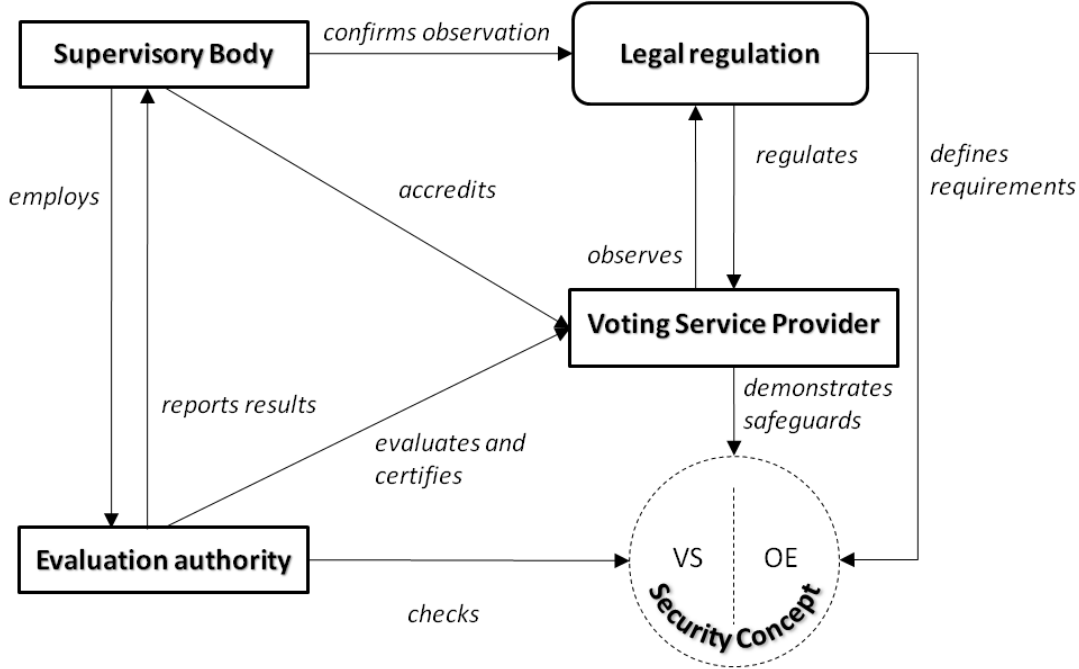 Supervisory Body
confirms observation
Legal regulation
employs
accredits
regulates
defines
requirements
observes
Voting Service Provider
reports results
evaluates and
certifies
demonstrates
safeguards
Evaluation authority
checks
VS
OE
Security Concept